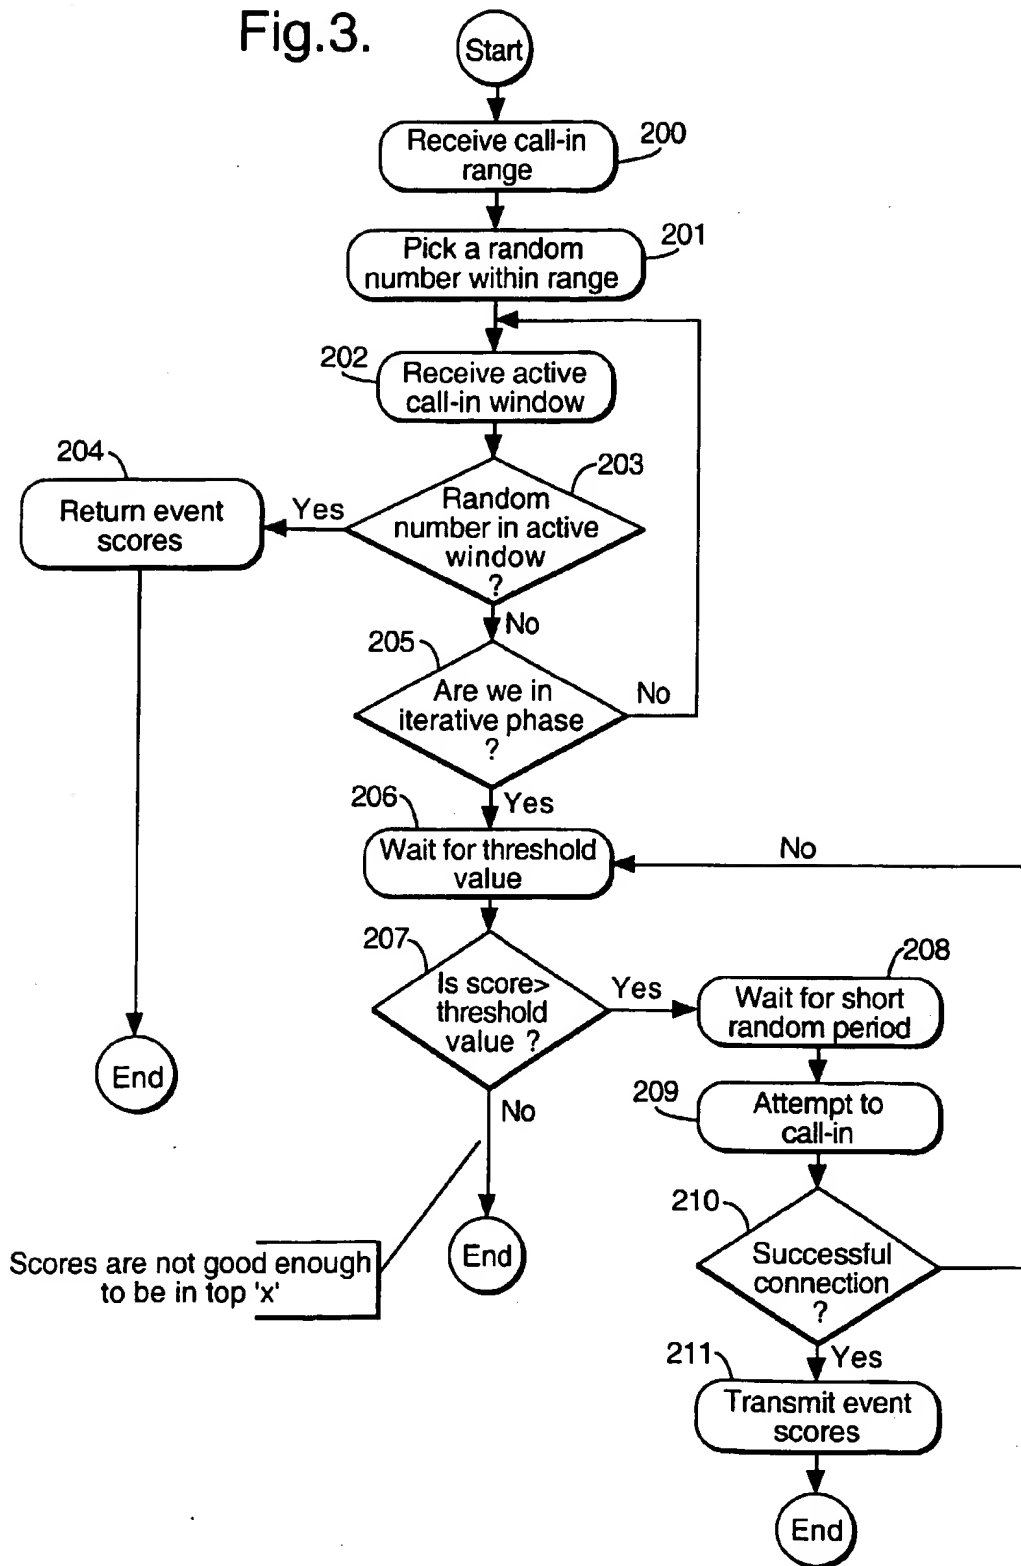 Fig.3.
Start
Receive call-in
range
200
Pick a random
number within range
201
202
Receive active
call-in window
203
Random
number in active
window
?
Yes
204
Return event
scores
No
205
Are we in
iterative phase
?
No
Yes
206
Wait for threshold
value
No
207
Is score>
threshold
value ?
Yes
208
Wait for short
random period
End
No
209
Attempt to
call-in
210
Successful
connection
?
Scores are not good enough
to be in top 'x'
End
Yes
211
Transmit event
scores
End